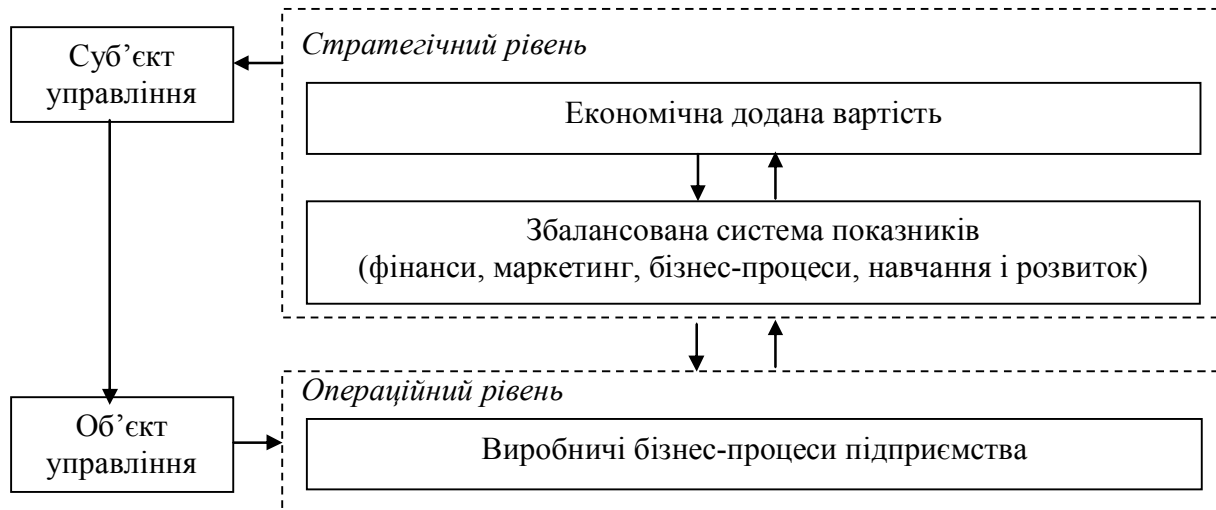 Суб’єкт
управління
Стратегічний рівень
Економічна додана вартість
Збалансована система показників
(фінанси, маркетинг, бізнес-процеси, навчання і розвиток)
Операційний рівень
Об’єкт
управління
Виробничі бізнес-процеси підприємства